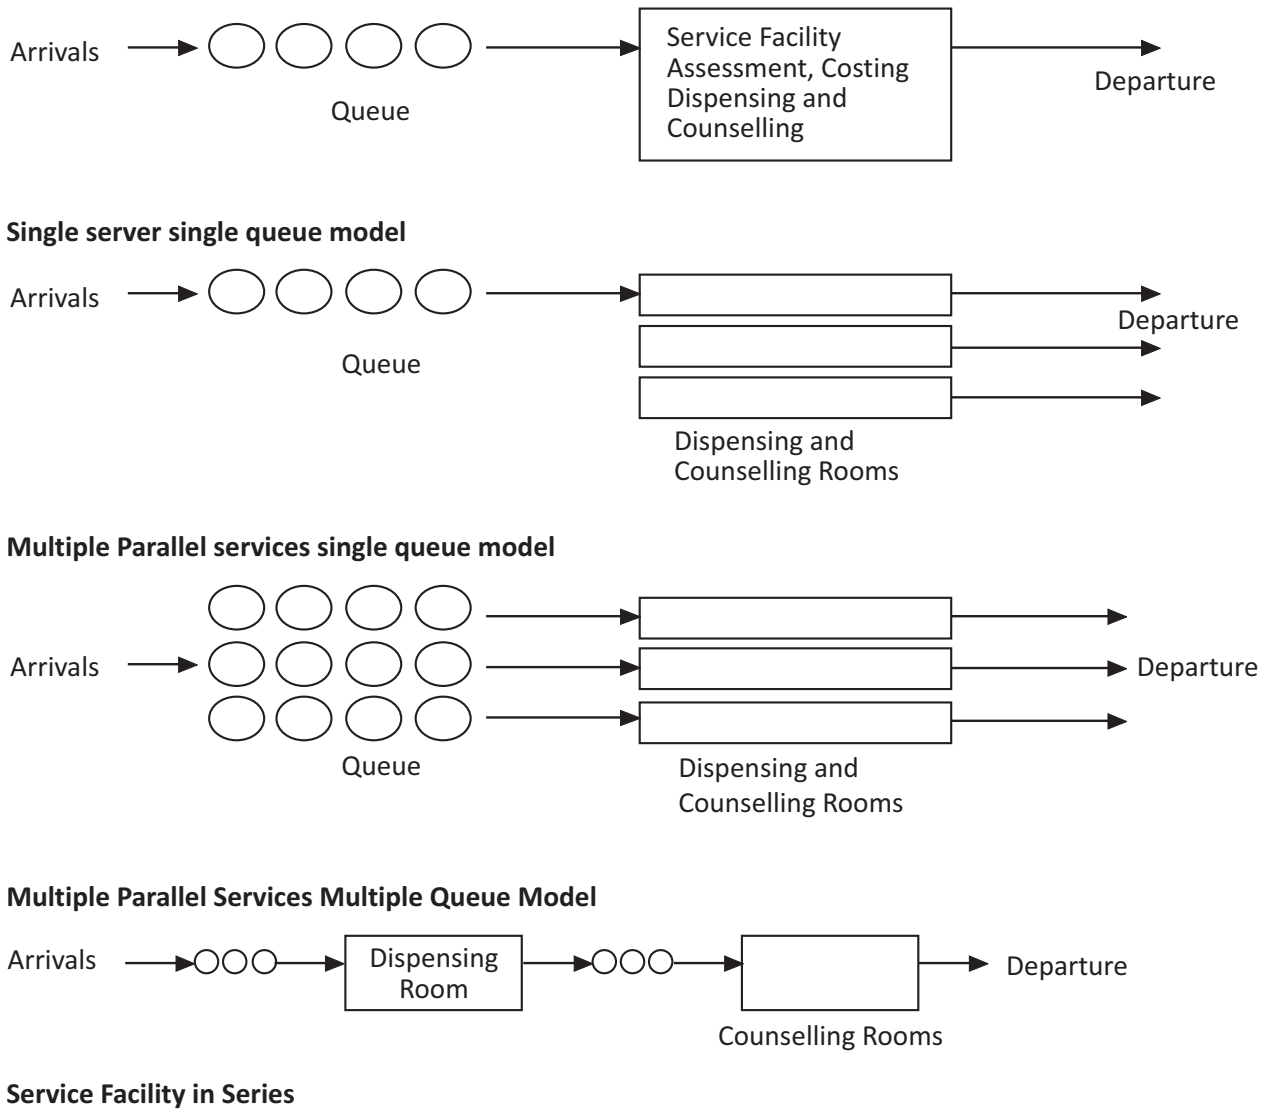 Arrivals
Queue
Service Facility
Assessment, Costing
Dispensing and
Counselling
Departure
Single server single queue model
Arrivals
Queue
Departure
Dispensing and
Counselling Rooms
Multiple Parallel services single queue model
Arrivals
Queue
Departure
Dispensing and
Counselling Rooms
Multiple Parallel Services Multiple Queue Model
Arrivals
Dispensing
Room
Departure
Counselling Rooms
Service Facility in Series